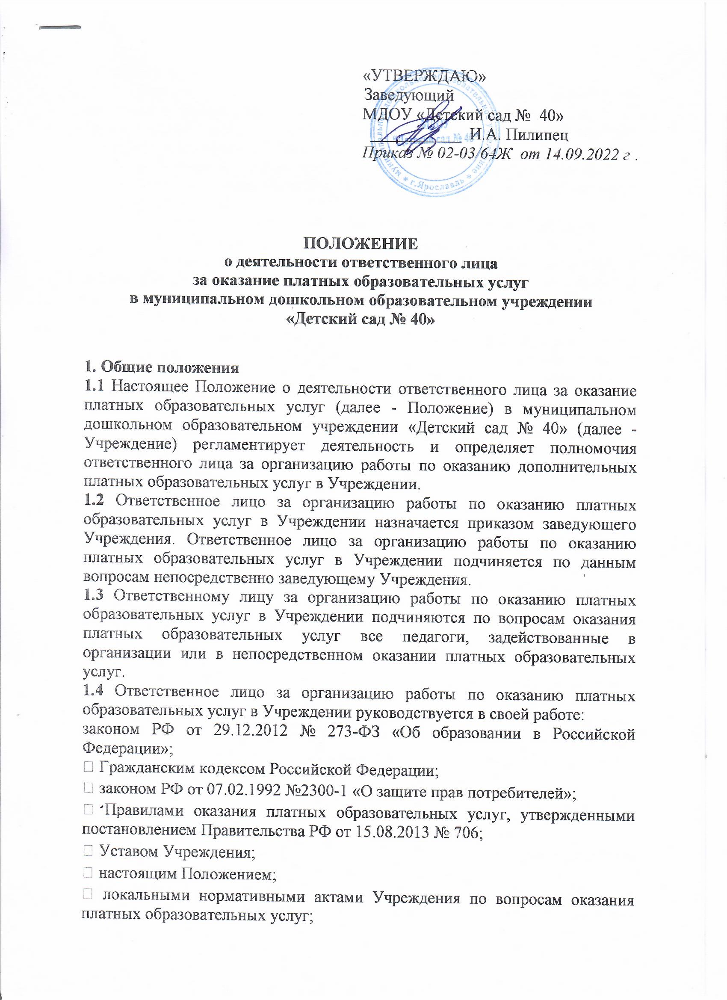 «УТВЕРЖДАЮ»
Заведующий
МДОУ «Детский сад № 40»
И.А. Пилипец
Приказ № 02-03/64Ж от 14.09.2022 г .
г.Ярославль
ПОЛОЖЕНИЕ
о деятельности ответственного лица
за оказание платных образовательных услуг
в муниципальном дошкольном образовательном учреждении
«Детский сад № 40»
1. Общие положения
1.1 Настоящее Положение о деятельности ответственного лица за оказание
платных образовательных услуг (далее - Положение) в муниципальном
дошкольном образовательном учреждении «Детский сад № 40» (далее -
Учреждение) регламентирует деятельность и определяет полномочия
ответственного лица за организацию работы по оказанию дополнительных
платных образовательных услуг в Учреждении.
1.2 Ответственное лицо за организацию работы по оказанию платных
образовательных услуг в Учреждении назначается приказом заведующего
Учреждения. Ответственное лицо за организацию работы по оказанию
платных образовательных услуг в Учреждении подчиняется по данным
вопросам непосредственно заведующему Учреждения.
1.3 Ответственному лицу за организацию работы по оказанию платных
образовательных услуг в Учреждении подчиняются по вопросам оказания
платных образовательных услуг все педагоги, задействованные в
организации или в непосредственном оказании платных образовательных
услуг.
1.4 Ответственное лицо за организацию работы по оказанию платных
образовательных услуг в Учреждении руководствуется в своей работе:
законом РФ от 29.12.2012 № 273-ФЗ «Об образовании в Российской
Федерации»;
Гражданским кодексом Российской Федерации;
законом РФ от 07.02.1992 №2300-1 «О защите прав потребителей»;
Правилами оказания платных образовательных услуг, утвержденными
постановлением Правительства РФ от 15.08.2013 № 706;
Уставом Учреждения;
настоящим Положением;
локальными нормативными актами Учреждения по вопросам оказания
платных образовательных услуг;